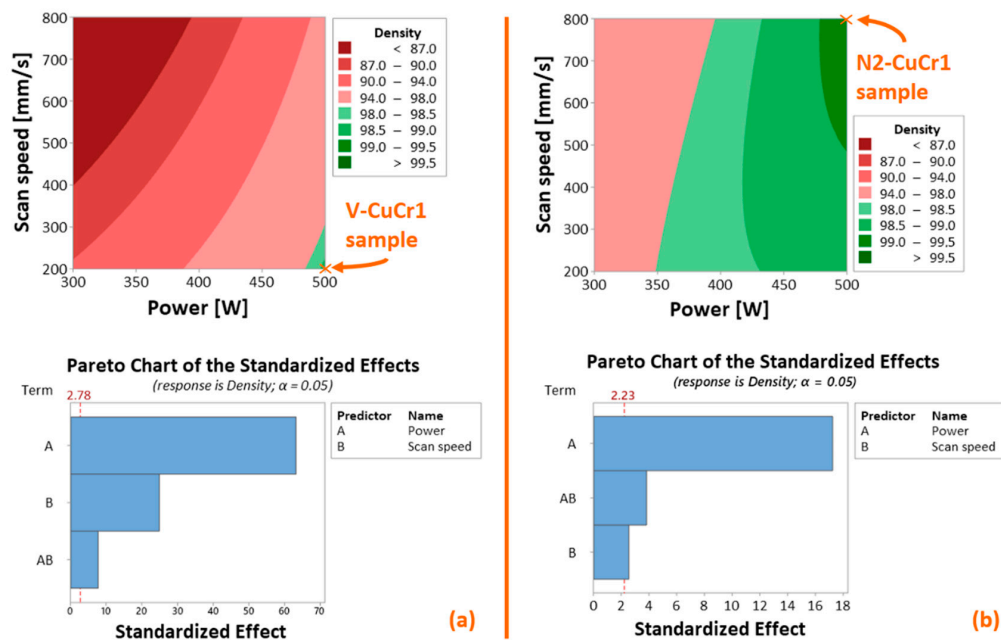 800
700
600
500
400
300
200
Scan speed [mm/s]
300 350 400 450 500
Power [W]
Density
< 87.0
87.0 – 90.0
90.0 – 94.0
94.0 – 98.0
98.0 – 98.5
98.5 – 99.0
99.0 – 99.5
> 99.5
V-CuCr1
sample
Pareto Chart of the Standardized Effects
(response is Density; α = 0.05)
Term
2.78
A
B
AB
0 10 20 30 40 50 60 70
Standardized Effect
Predictor Name
A Power
B Scan speed
(a)
800
700
600
500
400
300
200
Scan speed [mm/s]
300 350 400 450 500
Power [W]
N2-CuCr1
sample
Density
< 87.0
87.0 – 90.0
90.0 – 94.0
94.0 – 98.0
98.0 – 98.5
98.5 – 99.0
99.0 – 99.5
> 99.5
Pareto Chart of the Standardized Effects
(response is Density; α = 0.05)
Term
2.23
A
AB
B
0 2 4 6 8 10 12 14 16 18
Standardized Effect
Predictor Name
A Power
B Scan speed
(b)